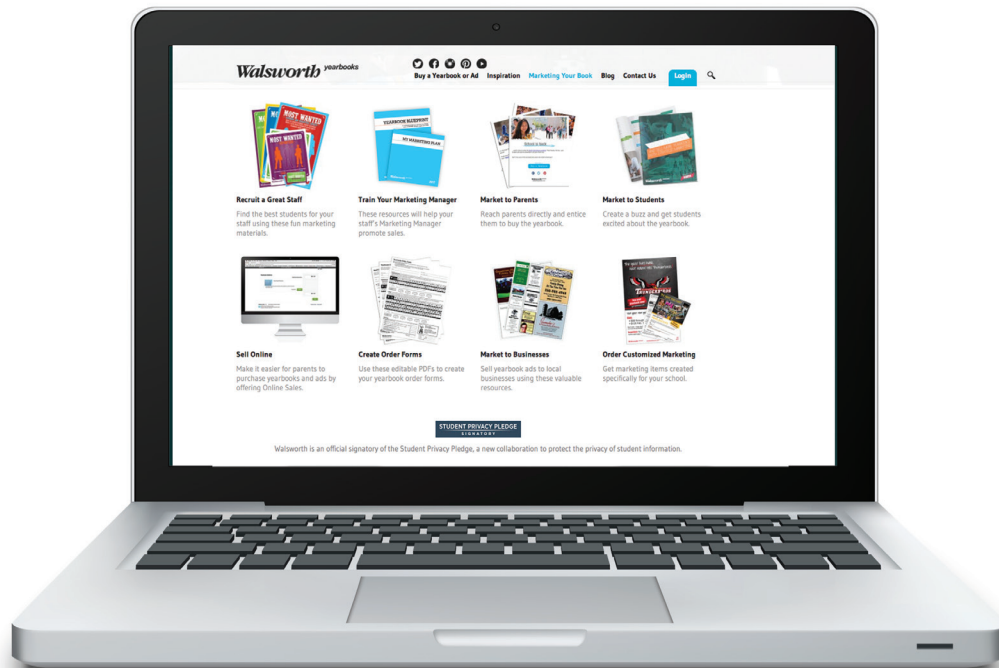 Walsworth yearbooks
Buy a Yearbook or Ad Inspiration Marketing Your Book Blog Contact Us Login
MOST WANTED
MOST WANTED
YEARBOOK BLUEPRINT
MY MARKETING PLAN
Recruit a Great Staff
Find the best students for your
staff using these fun marketing
materials.
Train Your Marketing Manager
These resources will help your
staff's Marketing Manager
promote sales.
Market to Parents
Reach parents directly and entice
them to buy the yearbook.
Market to Students
Create a buzz and get students
excited about the yearbook.
Sell Online
Make it easier for parents to
purchase yearbooks and ads by
offering Online Sales.
Create Order Forms
Use these editable PDFs to create
your yearbook order forms.
Market to Businesses
Sell yearbook ads to local
businesses using these valuable
resources.
Order Customized Marketing
Get marketing items created
specifically for your school.
STUDENT PRIVACY PLEDGE
SIGNATORY
Walsworth is an official signatory of the Student Privacy Pledge, a new collaboration to protect the privacy of student information.